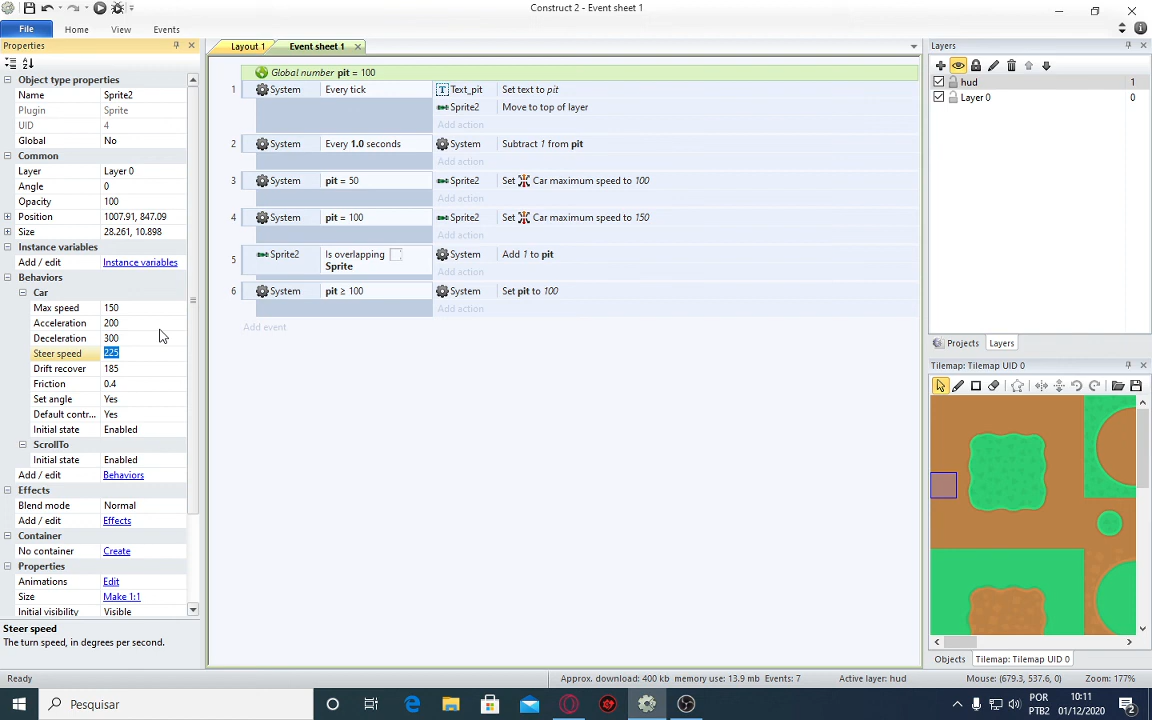 Construct 2 - Event sheet 1
File Home View Events
Properties
Object type properties
Name Sprite2
Plugin Sprite
UID 4
Global No
Common
Layer Layer 0
Angle 0
Opacity 100
Position 1007.91, 847.09
Size 28.261, 10.898
Instance variables
Add / edit Instance variables
Behaviors
Car
Max speed 150
Acceleration 200
Deceleration 300
Steer speed 225
Drift recover 185
Friction 0.4
Set angle Yes
Default contr... Yes
Initial state Enabled
ScrollTo
Initial state Enabled
Add / edit Behaviors
Effects
Blend mode Normal
Add / edit Effects
Container
No container Create
Properties
Animations Edit
Size Make 1:1
Initial visibility Visible
Steer speed
The turn speed, in degrees per second.
Layout 1 Event sheet 1
Global number pit = 100
1 System Every tick T Text_pit Set text to pit
Sprite2 Move to top of layer
Add action
2 System Every 1.0 seconds System Subtract 1 from pit
Add action
3 System pit = 50 Sprite2 Set Car maximum speed to 100
Add action
4 System pit = 100 Sprite2 Set Car maximum speed to 150
Add action
5 Sprite2 Is overlapping Sprite System Add 1 to pit
Add action
6 System pit ≥ 100 System Set pit to 100
Add action
Add event
Layers
hud 1
Layer 0 0
Projects Layers
Tilemap: Tilemap UID 0
Objects Tilemap: Tilemap UID 0
Ready Approx. download: 400 kb memory use: 13.9 mb Events: 7 Active layer: hud Mouse: (679.3, 537.6, 0) Zoom: 177%
Pesquisar
POR 10:11
PTB2 01/12/2020 2